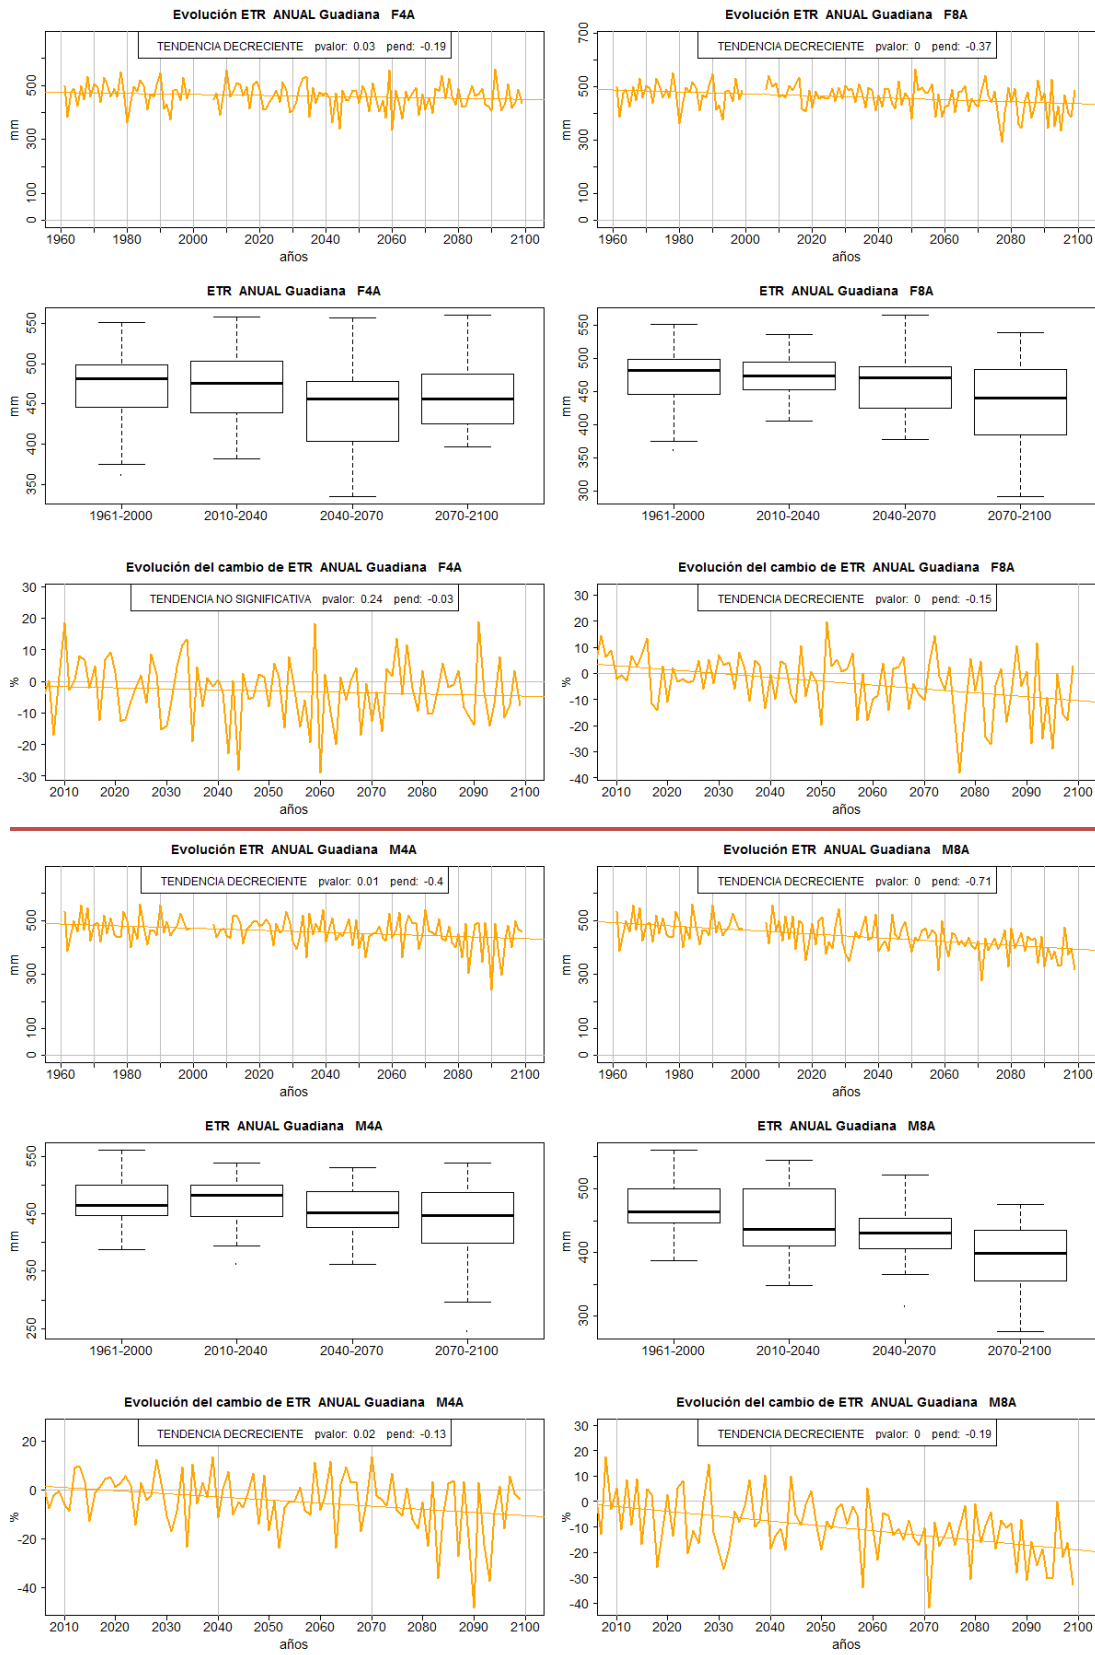 Evolución ETR ANUAL Guadiana F4A
TENDENCIA DECRECIENTE pvalor: 0.03 pend: -0.19
mm
500
300
100
0
1960 1980 2000 2020 2040 2060 2080 2100
años
Evolución ETR ANUAL Guadiana F8A
TENDENCIA DECRECIENTE pvalor: 0 pend: -0.37
mm
700
500
300
100
0
1960 1980 2000 2020 2040 2060 2080 2100
años
ETR ANUAL Guadiana F4A
mm
550
500
450
400
350
1961-2000 2010-2040 2040-2070 2070-2100
ETR ANUAL Guadiana F8A
mm
550
500
450
400
350
300
1961-2000 2010-2040 2040-2070 2070-2100
Evolución del cambio de ETR ANUAL Guadiana F4A
TENDENCIA NO SIGNIFICATIVA pvalor: 0.24 pend: -0.03
%
30
20
10
0
-10
-20
-30
2010 2020 2030 2040 2050 2060 2070 2080 2090 2100
años
Evolución del cambio de ETR ANUAL Guadiana F8A
TENDENCIA DECRECIENTE pvalor: 0 pend: -0.15
%
30
20
10
0
-10
-20
-30
-40
2010 2020 2030 2040 2050 2060 2070 2080 2090 2100
años
Evolución ETR ANUAL Guadiana M4A
TENDENCIA DECRECIENTE pvalor: 0.01 pend: -0.4
mm
500
300
100
0
1960 1980 2000 2020 2040 2060 2080 2100
años
Evolución ETR ANUAL Guadiana M8A
TENDENCIA DECRECIENTE pvalor: 0 pend: -0.71
mm
500
300
100
0
1960 1980 2000 2020 2040 2060 2080 2100
años
ETR ANUAL Guadiana M4A
mm
550
450
350
250
1961-2000 2010-2040 2040-2070 2070-2100
ETR ANUAL Guadiana M8A
mm
500
400
300
1961-2000 2010-2040 2040-2070 2070-2100
Evolución del cambio de ETR ANUAL Guadiana M4A
TENDENCIA DECRECIENTE pvalor: 0.02 pend: -0.13
%
20
0
-20
-40
2010 2020 2030 2040 2050 2060 2070 2080 2090 2100
años
Evolución del cambio de ETR ANUAL Guadiana M8A
TENDENCIA DECRECIENTE pvalor: 0 pend: -0.19
%
30
20
10
0
-10
-20
-30
-40
2010 2020 2030 2040 2050 2060 2070 2080 2090 2100
años